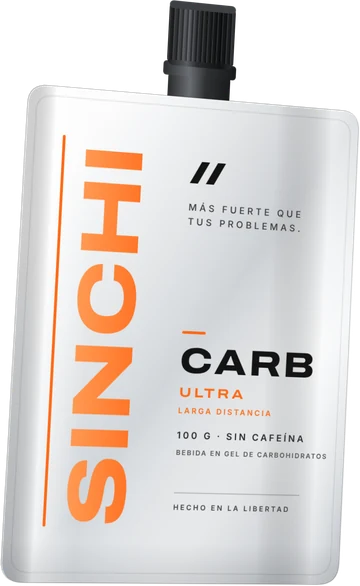 SINCHI
MÁS FUERTE QUE
TUS PROBLEMAS.
CARB
ULTRA
LARGA DISTANCIA
100 G · SIN CAFEÍNA
BEBIDA EN GEL DE CARBOHIDRATOS
HECHO EN LA LIBERTAD